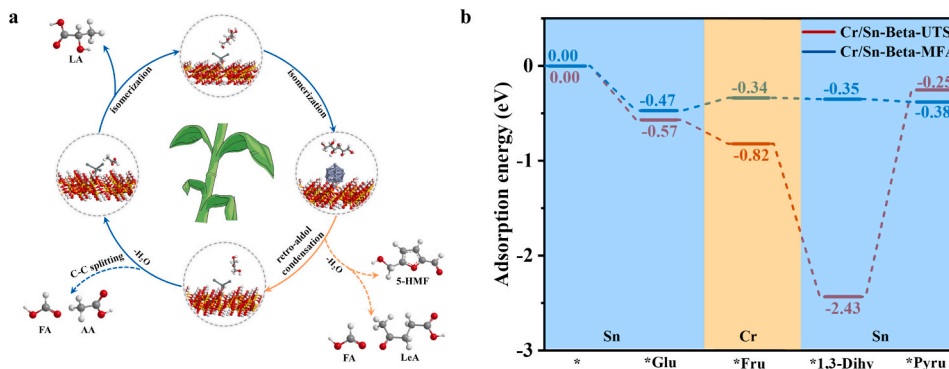 a
LA
isomerization
isomerization
retro-aldol
condensation
-H₂O
5-HMF
FA
LeA
-H₂O
C-C splitting
FA
AA
b
Cr/Sn-Beta-UTS
Cr/Sn-Beta-MFA
Adsorption energy (eV)
0
-1
-2
-3
0.00
0.00
-0.47
-0.57
-0.34
-0.82
-0.35
-2.43
-0.25
-0.38
Sn
Cr
Sn
*
*Glu
*Fru
*1,3-Dihy
*Pyru